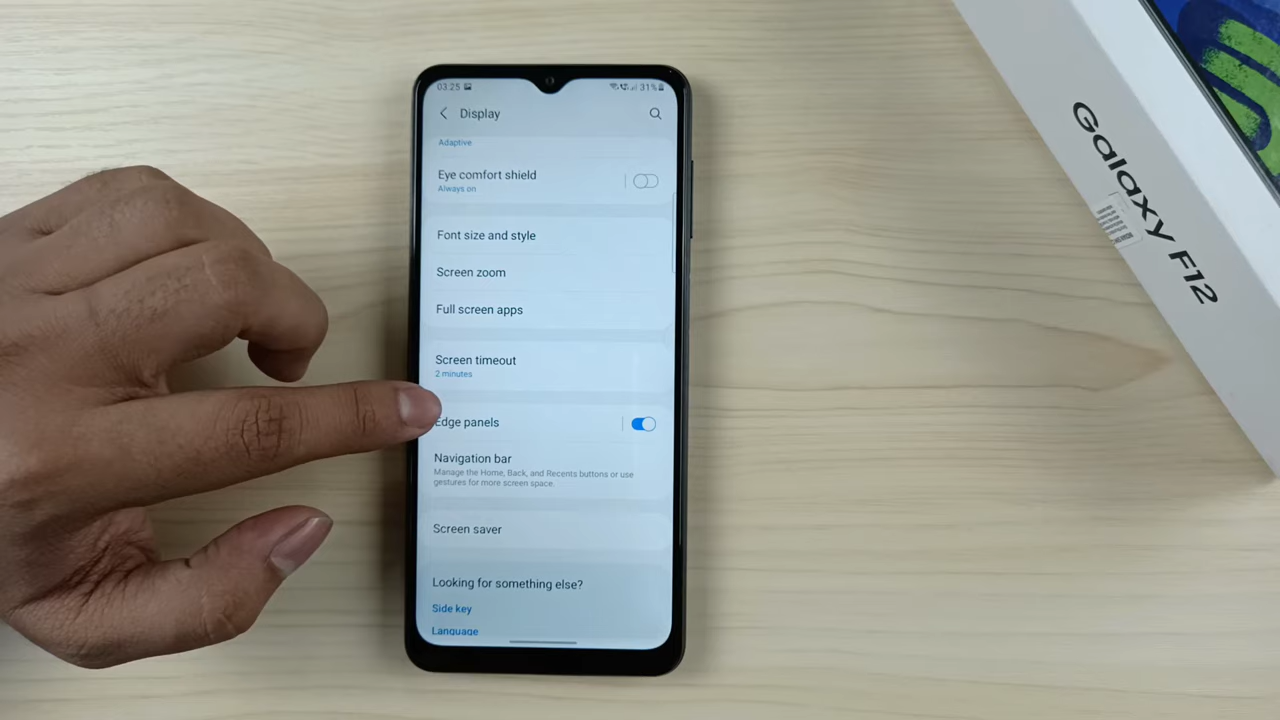 03:25 31%
Display
Adaptive
Eye comfort shield
Always on
Font size and style
Screen zoom
Full screen apps
Screen timeout
2 minutes
Edge panels
Navigation bar
Manage the Home, Back, and Recents buttons or use
gestures for more screen space.
Screen saver
Looking for something else?
Side key
Language
Galaxy F12